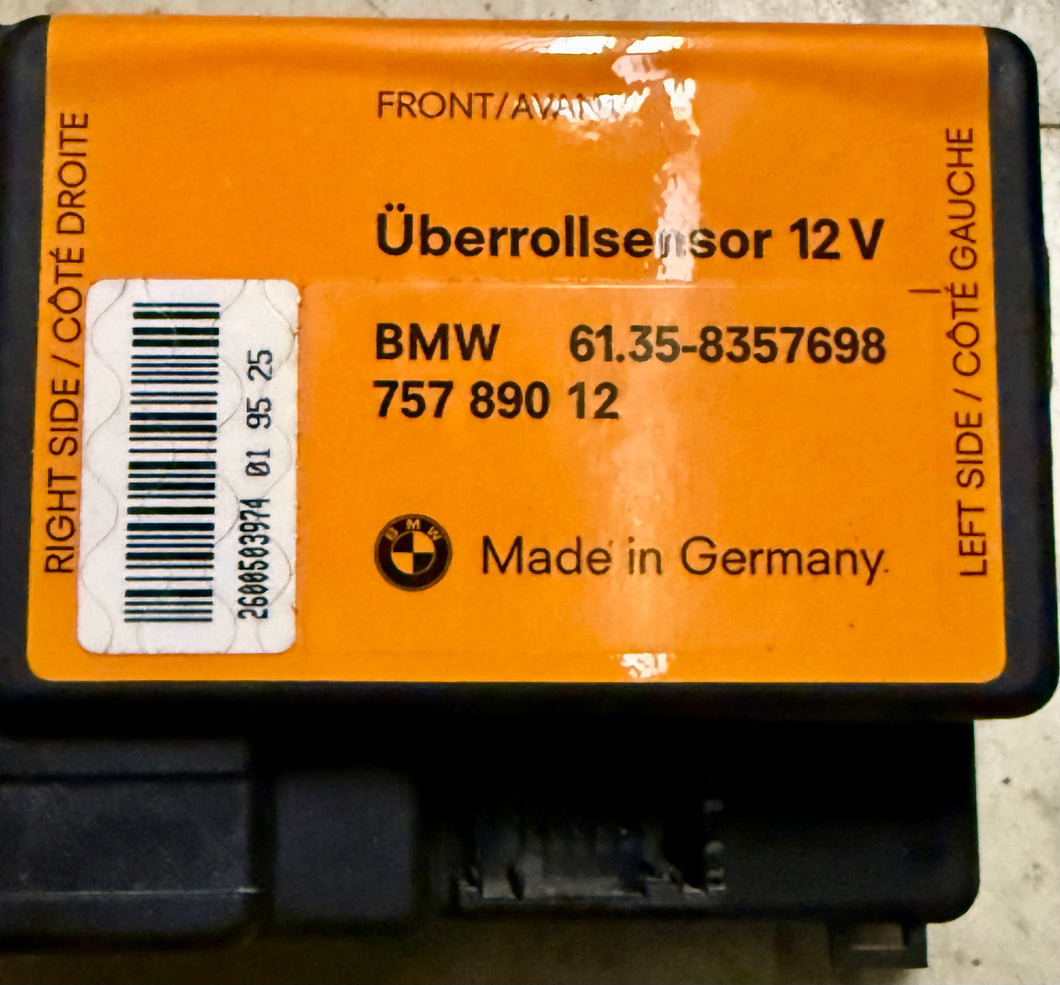 FRONT/AVANT
RIGHT SIDE / CÔTÉ DROITE
Überrollsensor 12 V
BMW 61.35-8357698
757 890 12
2600503974 01 95 25
BMW
Made in Germany.
LEFT SIDE / CÔTÉ GAUCHE